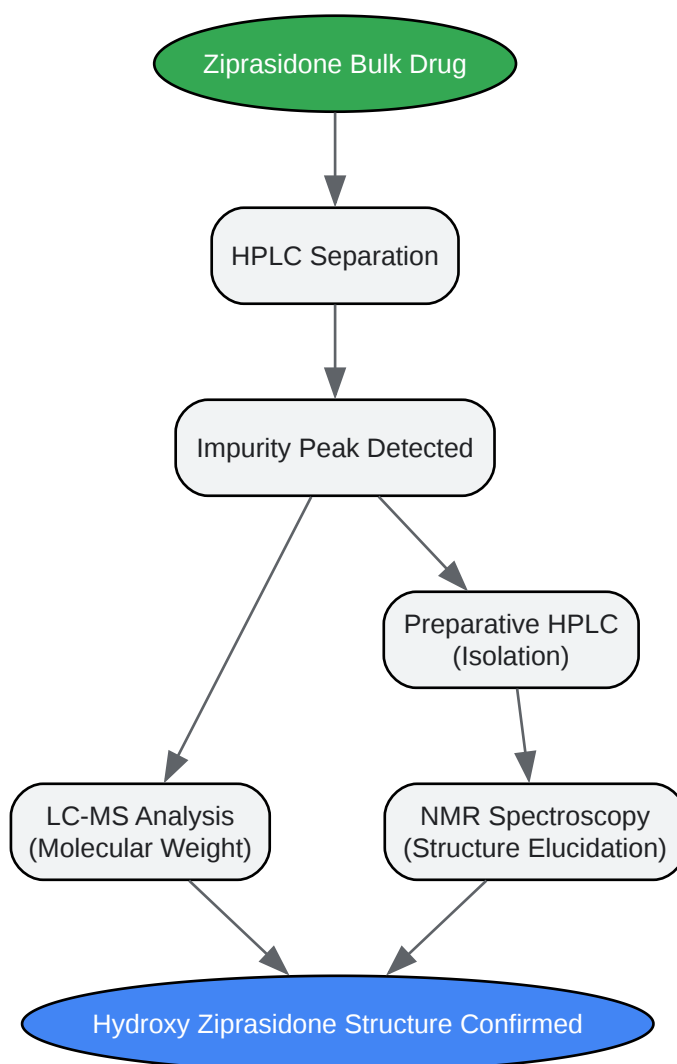 Ziprasidone Bulk Drug
HPLC Separation
Impurity Peak Detected
Preparative HPLC
(Isolation)
LC-MS Analysis
(Molecular Weight)
NMR Spectroscopy
(Structure Elucidation)
Hydroxy Ziprasidone Structure Confirmed